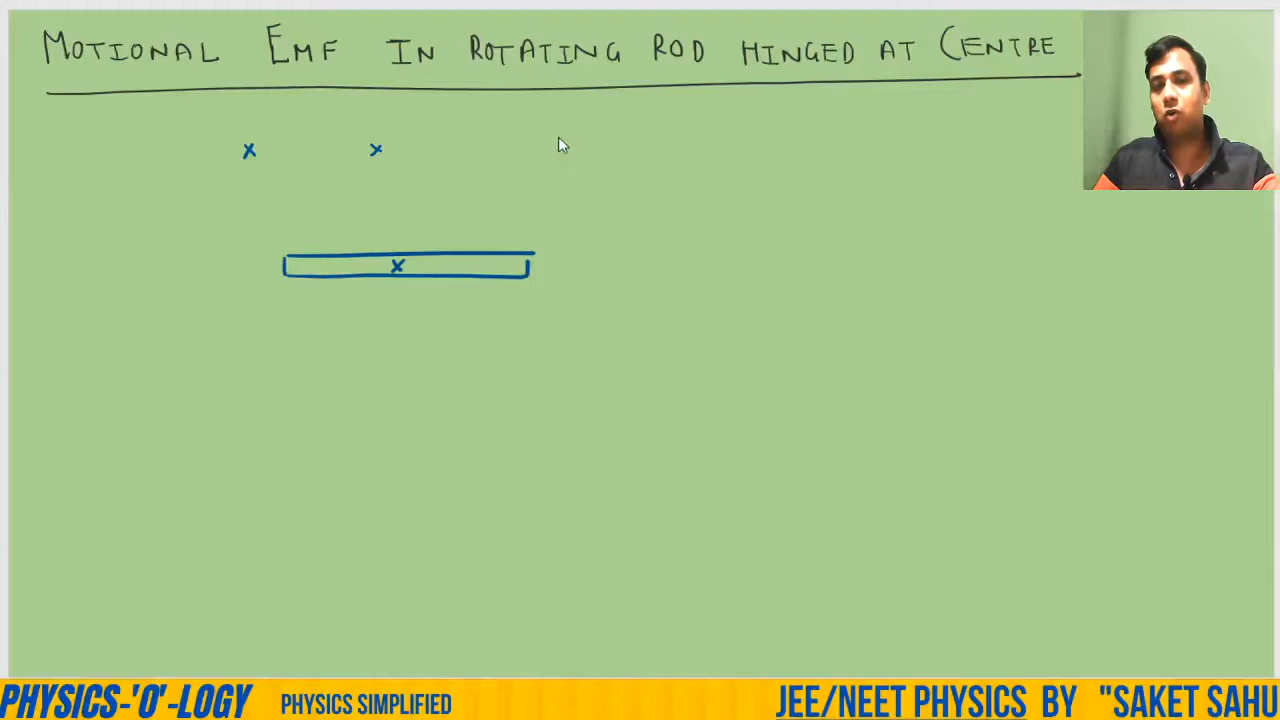 MOTIONAL EMF IN ROTATING ROD HINGED AT CENTRE
x x
x
PHYSICS-'O'-LOGY PHYSICS SIMPLIFIED JEE/NEET PHYSICS BY "SAKET SAHU